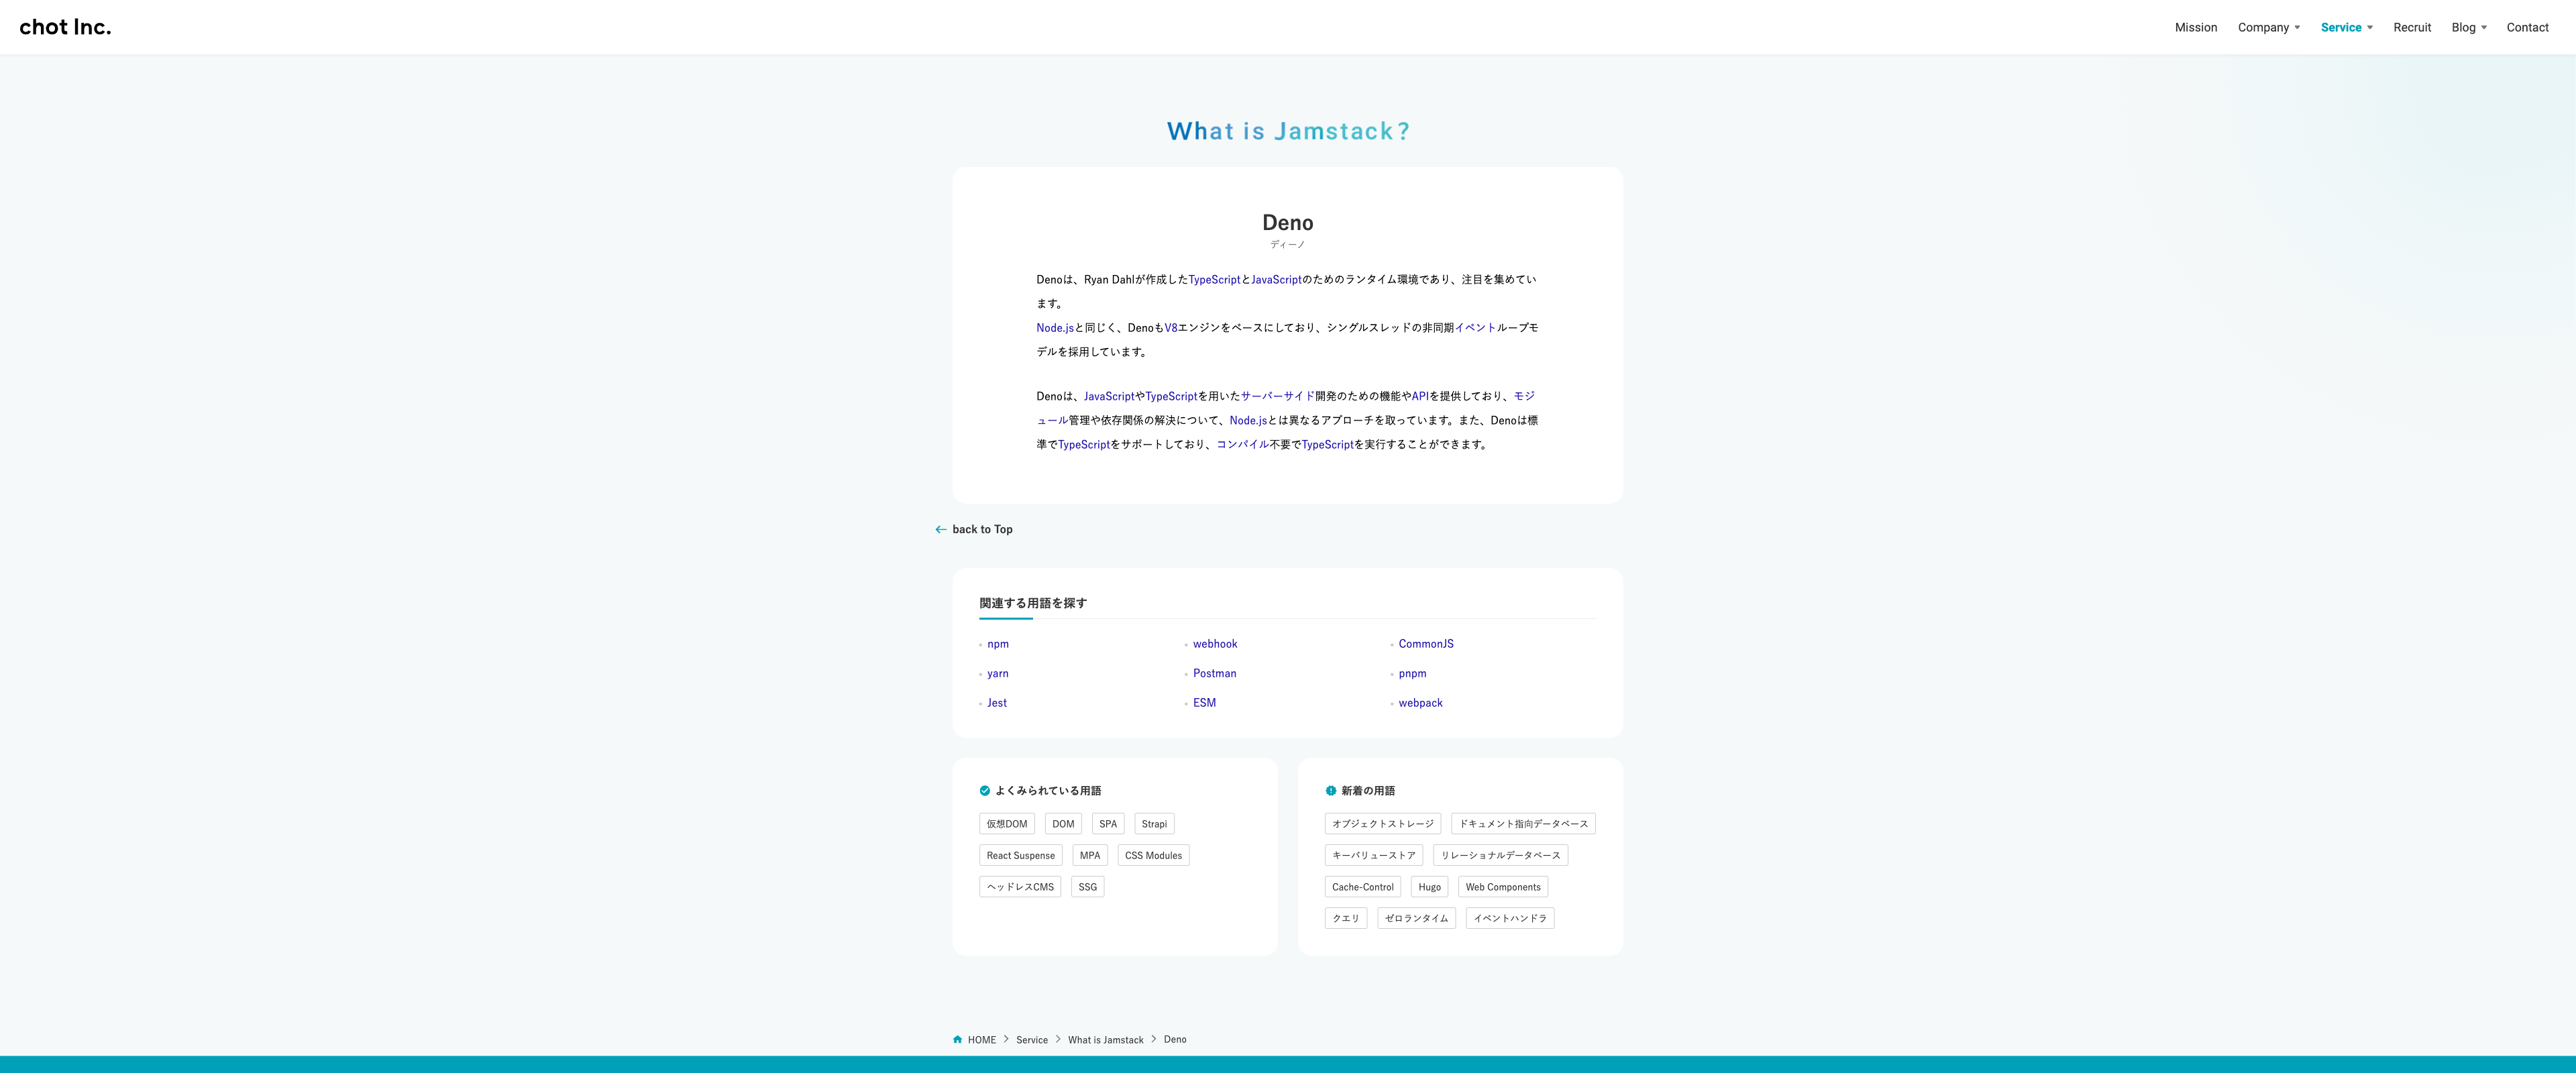 chot Inc.
Mission Company Service Recruit Blog Contact
What is Jamstack?
Deno
ディーノ
Denoは、Ryan Dahlが作成したTypeScriptとJavaScriptのためのランタイム環境であり、注目を集めてい
ます。
Node.jsと同じく、DenoもV8エンジンをベースにしており、シングルスレッドの非同期イベントループモ
デルを採用しています。
Denoは、JavaScriptやTypeScriptを用いたサーバーサイド開発のための機能やAPIを提供しており、モジ
ュール管理や依存関係の解決について、Node.jsとは異なるアプローチを取っています。また、Denoは標
準でTypeScriptをサポートしており、コンパイル不要でTypeScriptを実行することができます。
back to Top
関連する用語を探す
npm webhook CommonJS
yarn Postman pnpm
Jest ESM webpack
よくみられている用語
仮想DOM DOM SPA Strapi
React Suspense MPA CSS Modules
ヘッドレスCMS SSG
新着の用語
オブジェクトストレージ ドキュメント指向データベース
キーバリューストア リレーショナルデータベース
Cache-Control Hugo Web Components
クエリ ゼロランタイム イベントハンドラ
HOME Service What is Jamstack Deno